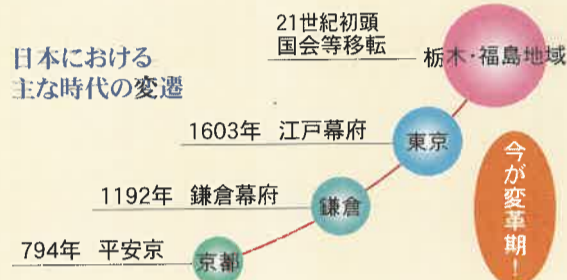 日本における
主な時代の変遷
21世紀初頭
国会等移転
栃木・福島地域
1603年 江戸幕府
東京
1192年 鎌倉幕府
鎌倉
794年 平安京
京都
今が変革期!